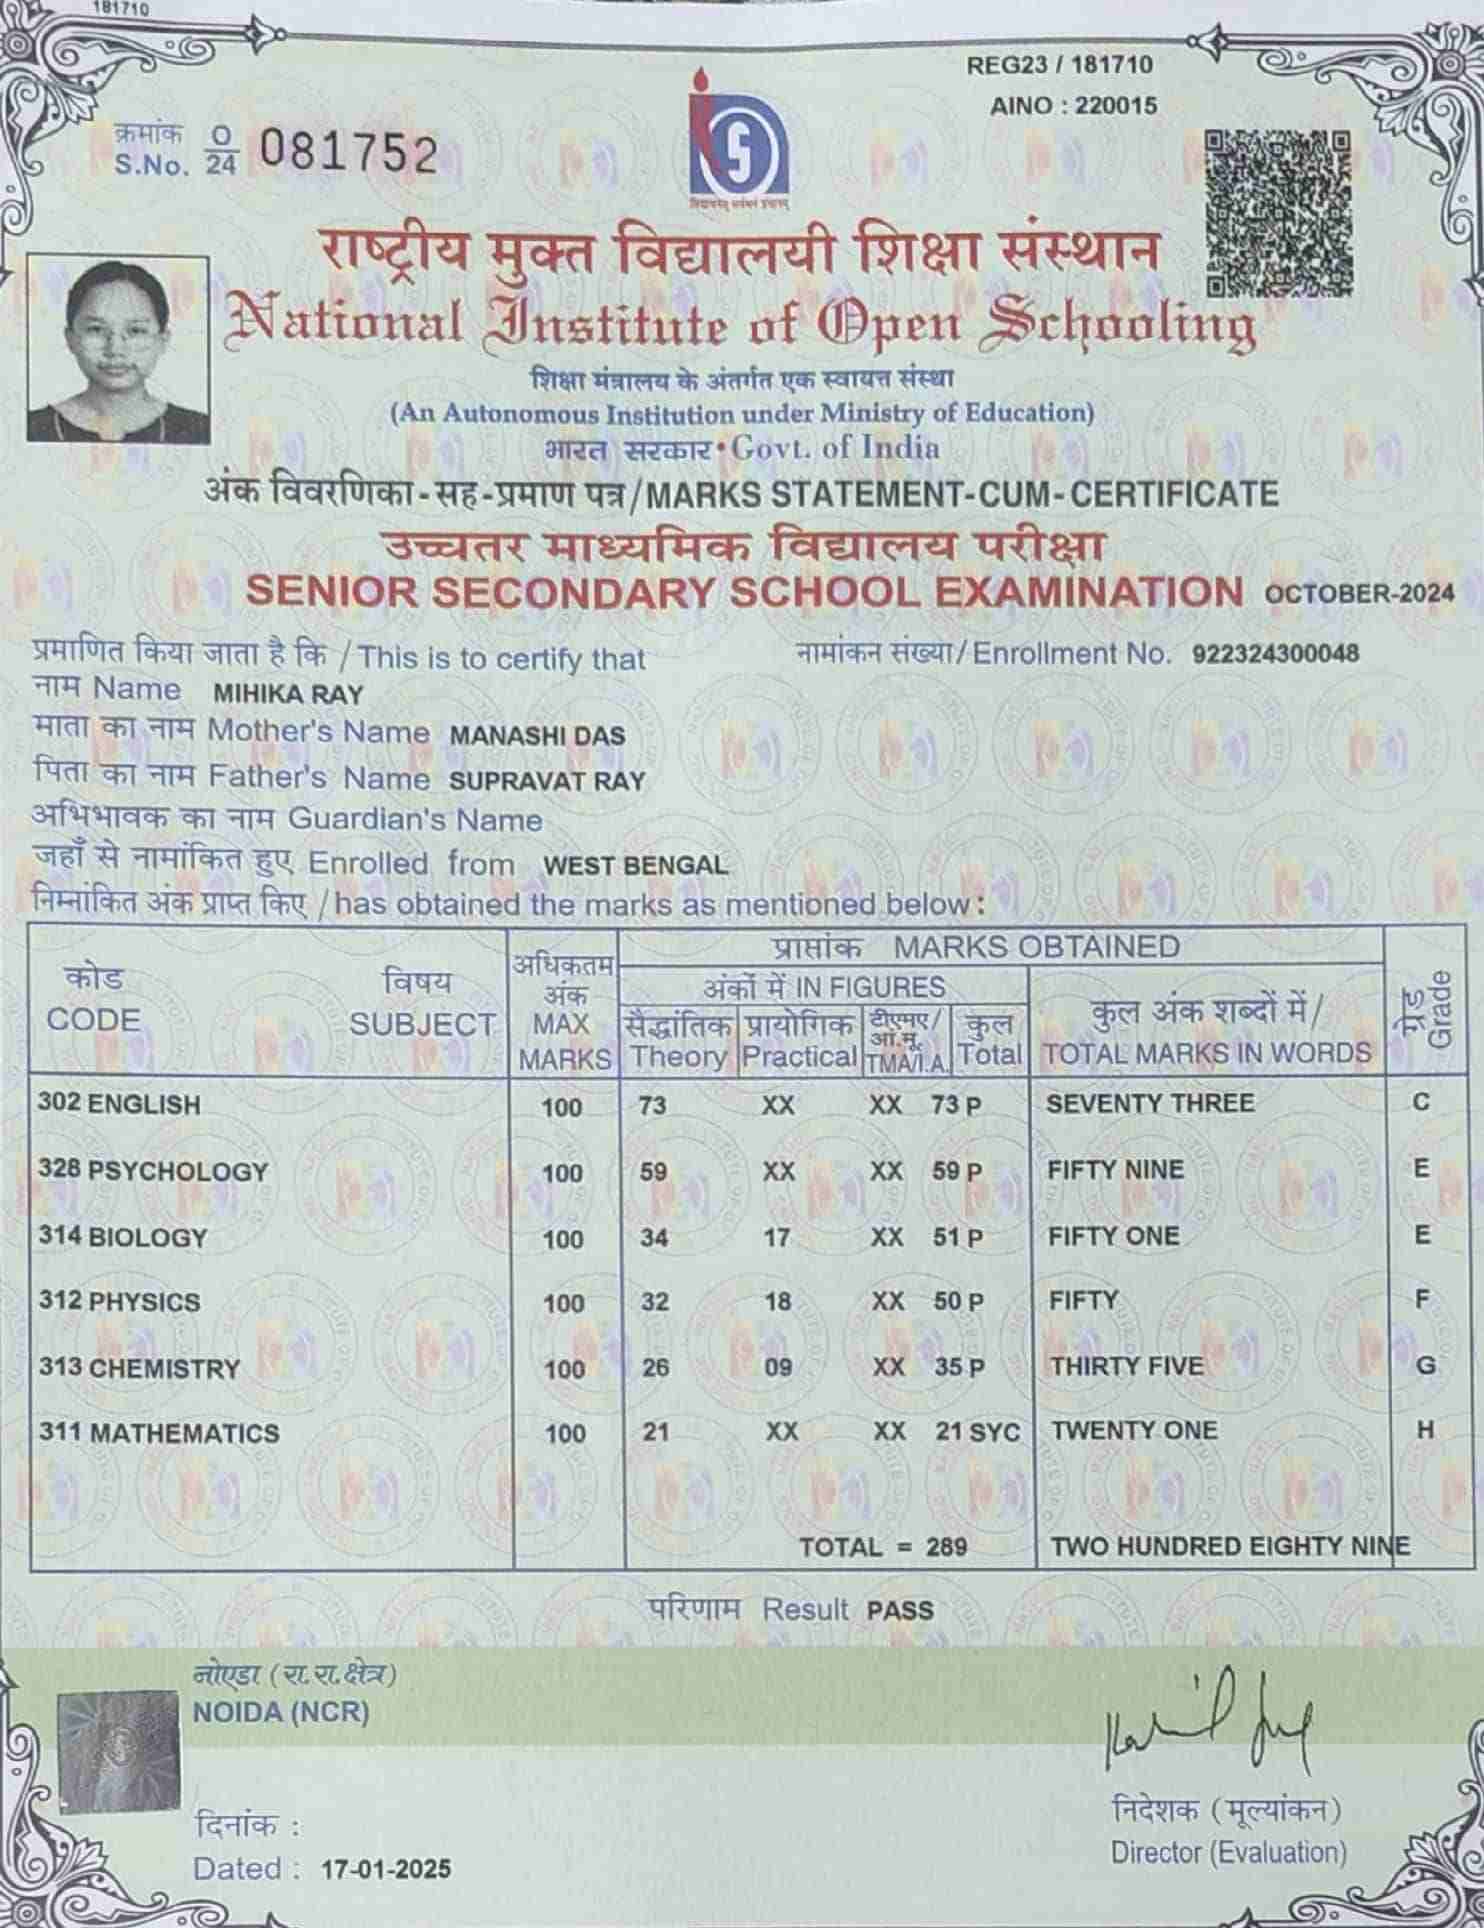 181710
REG23 / 181710
AINO : 220015
क्रमांक O
S.No. 24 081752
राष्ट्रीय मुक्त विद्यालयी शिक्षा संस्थान
National Institute of Open Schooling
शिक्षा मंत्रालय के अंतर्गत एक स्वायत्त संस्था
(An Autonomous Institution under Ministry of Education)
भारत सरकार • Govt. of India
अंक विवरणिका-सह-प्रमाण पत्र/MARKS STATEMENT-CUM-CERTIFICATE
उच्चतर माध्यमिक विद्यालय परीक्षा
SENIOR SECONDARY SCHOOL EXAMINATION OCTOBER-2024
प्रमाणित किया जाता है कि / This is to certify that नामांकन संख्या/ Enrollment No. 922324300048
नाम Name MIHIKA RAY
माता का नाम Mother's Name MANASHI DAS
पिता का नाम Father's Name SUPRAVAT RAY
अभिभावक का नाम Guardian's Name
जहाँ से नामांकित हुए Enrolled from WEST BENGAL
निम्नांकित अंक प्राप्त किए / has obtained the marks as mentioned below :
कोड CODE विषय SUBJECT अधिकतम अंक MAX MARKS प्राप्तांक MARKS OBTAINED ग्रेड Grade
अंकों में IN FIGURES कुल अंक शब्दों में/ TOTAL MARKS IN WORDS
सैद्धांतिक Theory प्रायोगिक Practical टीएमए/ आ.मू. TMA/I.A. कुल Total
302 ENGLISH 100 73 XX XX 73 P SEVENTY THREE C
328 PSYCHOLOGY 100 59 XX XX 59 P FIFTY NINE E
314 BIOLOGY 100 34 17 XX 51 P FIFTY ONE E
312 PHYSICS 100 32 18 XX 50 P FIFTY F
313 CHEMISTRY 100 26 09 XX 35 P THIRTY FIVE G
311 MATHEMATICS 100 21 XX XX 21 SYC TWENTY ONE H
TOTAL = 289 TWO HUNDRED EIGHTY NINE
परिणाम Result PASS
नोएडा (रा.रा.क्षेत्र)
NOIDA (NCR)
दिनांक :
Dated : 17-01-2025
निदेशक (मूल्यांकन)
Director (Evaluation)